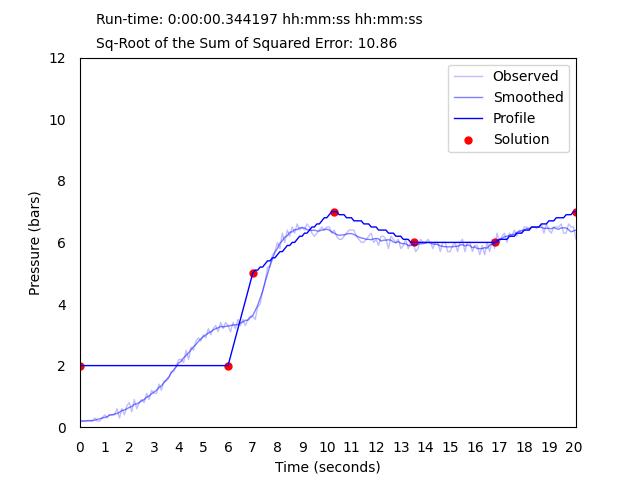 Run-time: 0:00:00.344197 hh:mm:ss hh:mm:ss
Sq-Root of the Sum of Squared Error: 10.86
Observed
Smoothed
Profile
Solution
12
10
8
6
4
2
0
Pressure (bars)
0 1 2 3 4 5 6 7 8 9 10 11 12 13 14 15 16 17 18 19 20
Time (seconds)